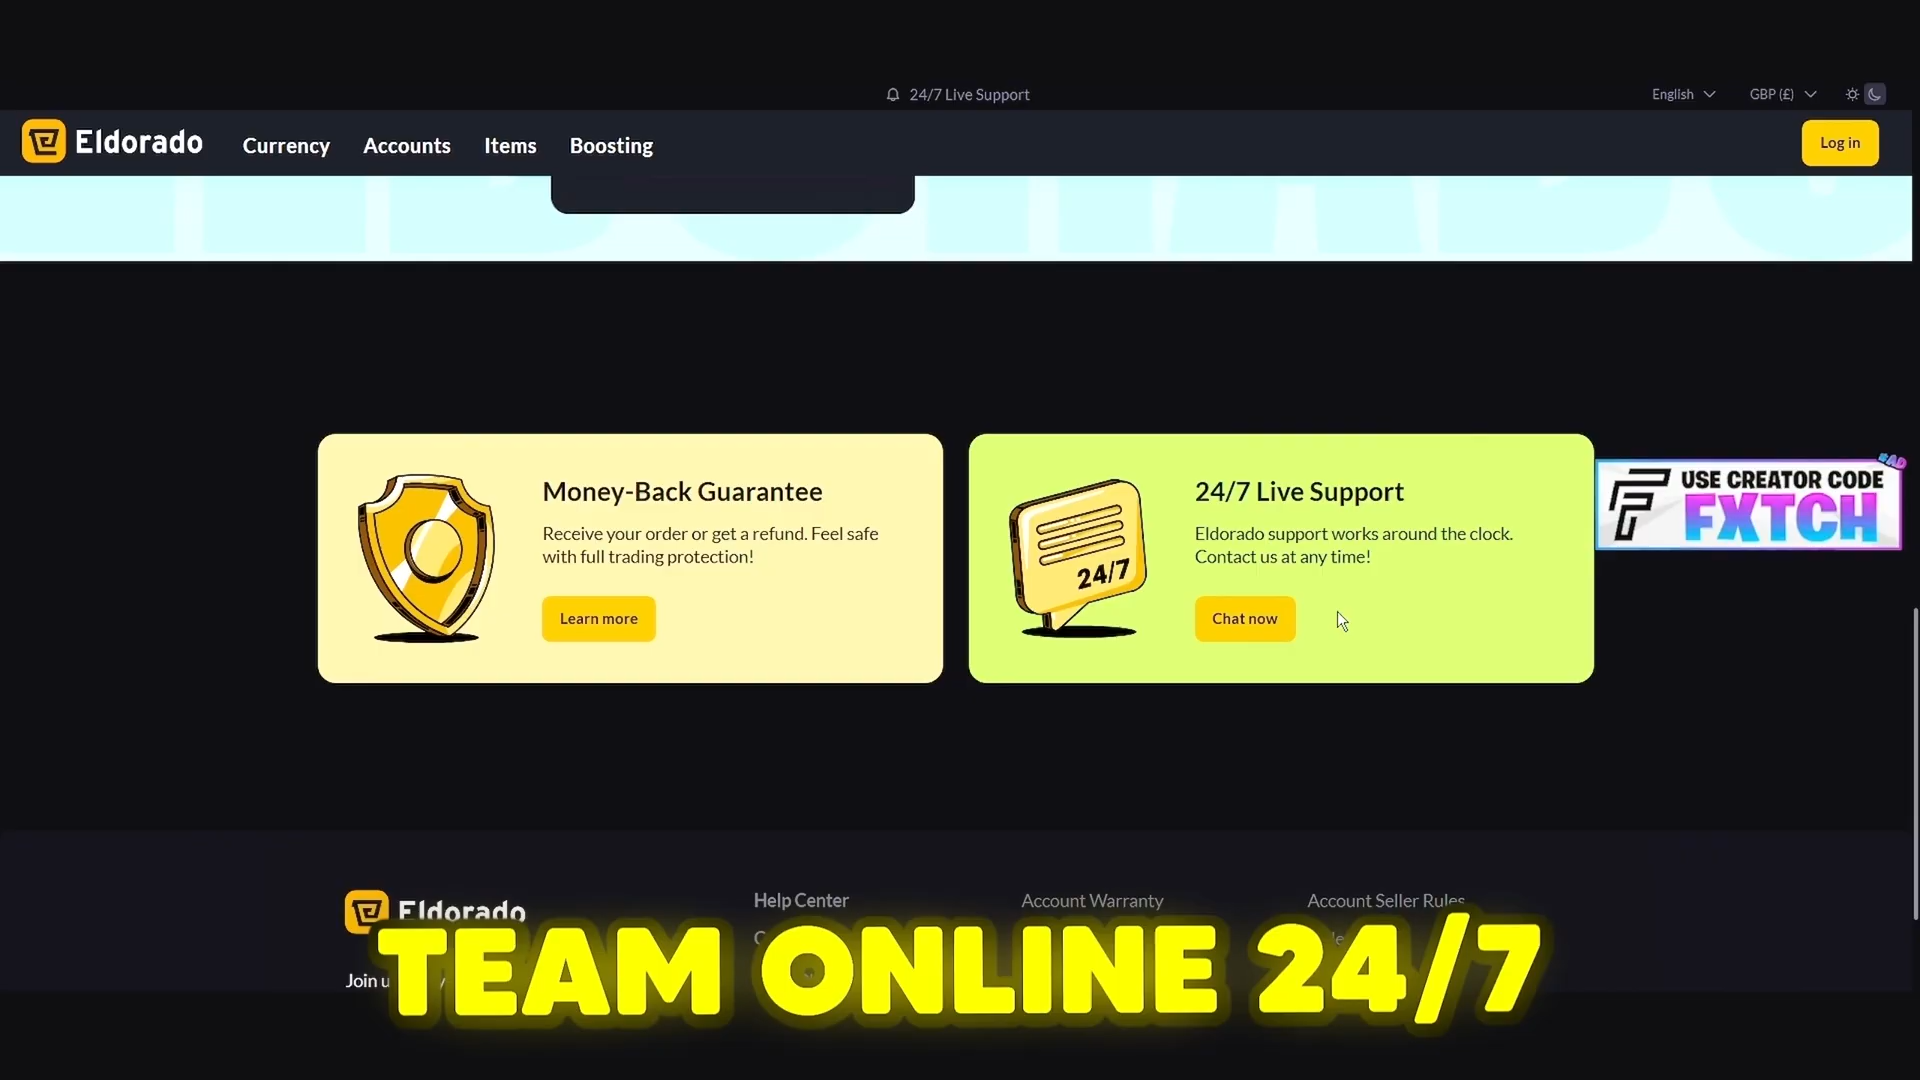 24/7 Live Support
English
GBP (£)
Eldorado
Currency
Accounts
Items
Boosting
Log in
Money-Back Guarantee
Receive your order or get a refund. Feel safe
with full trading protection!
Learn more
24/7
24/7 Live Support
Eldorado support works around the clock.
Contact us at any time!
Chat now
#AD
USE CREATOR CODE
FXTCH
Eldorado
Help Center
Account Warranty
Account Seller Rules
Join
TEAM ONLINE 24/7